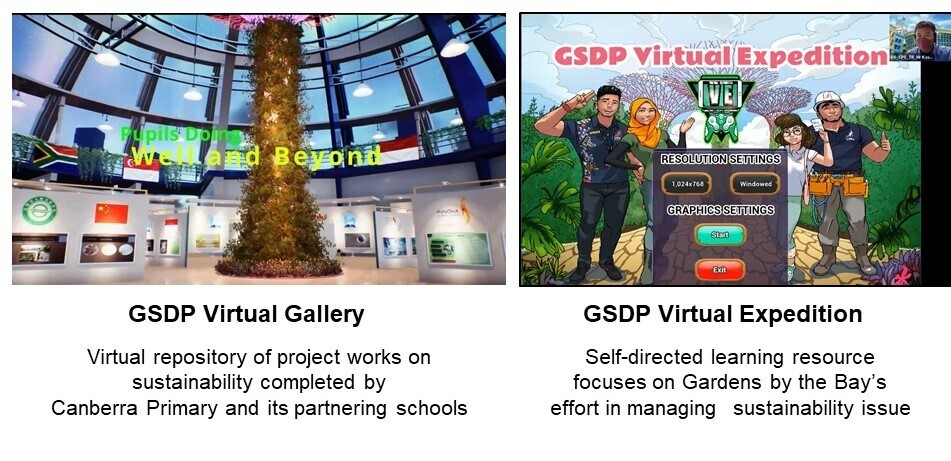 Pupils Doing
Well and Beyond
INNOVA
GSDP Virtual Expedition
VE
RESOLUTION SETTINGS
1,024x768
Windowed
GRAPHICS SETTINGS
Start
Exit
GSDP Virtual Gallery
Virtual repository of project works on
sustainability completed by
Canberra Primary and its partnering schools
GSDP Virtual Expedition
Self-directed learning resource
focuses on Gardens by the Bay’s
effort in managing sustainability issue